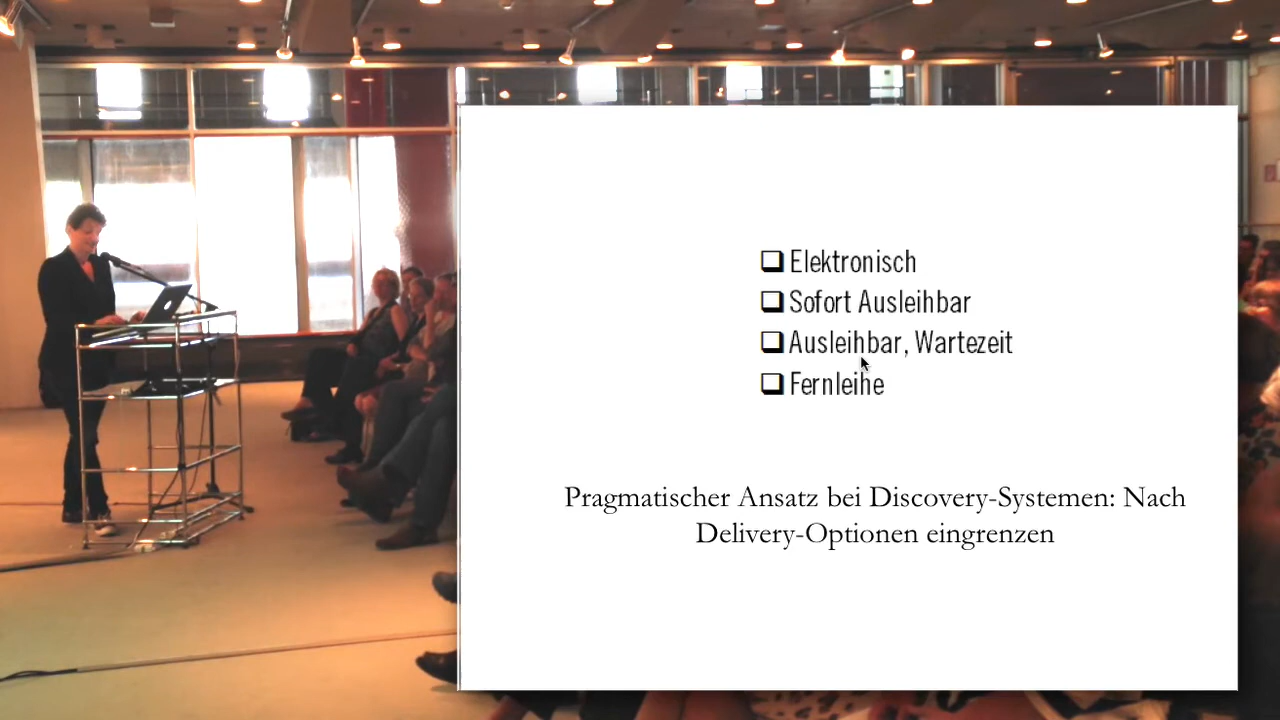 Elektronisch
Sofort Ausleihbar
Ausleihbar, Wartezeit
Fernleihe
Pragmatischer Ansatz bei Discovery-Systemen: Nach
Delivery-Optionen eingrenzen